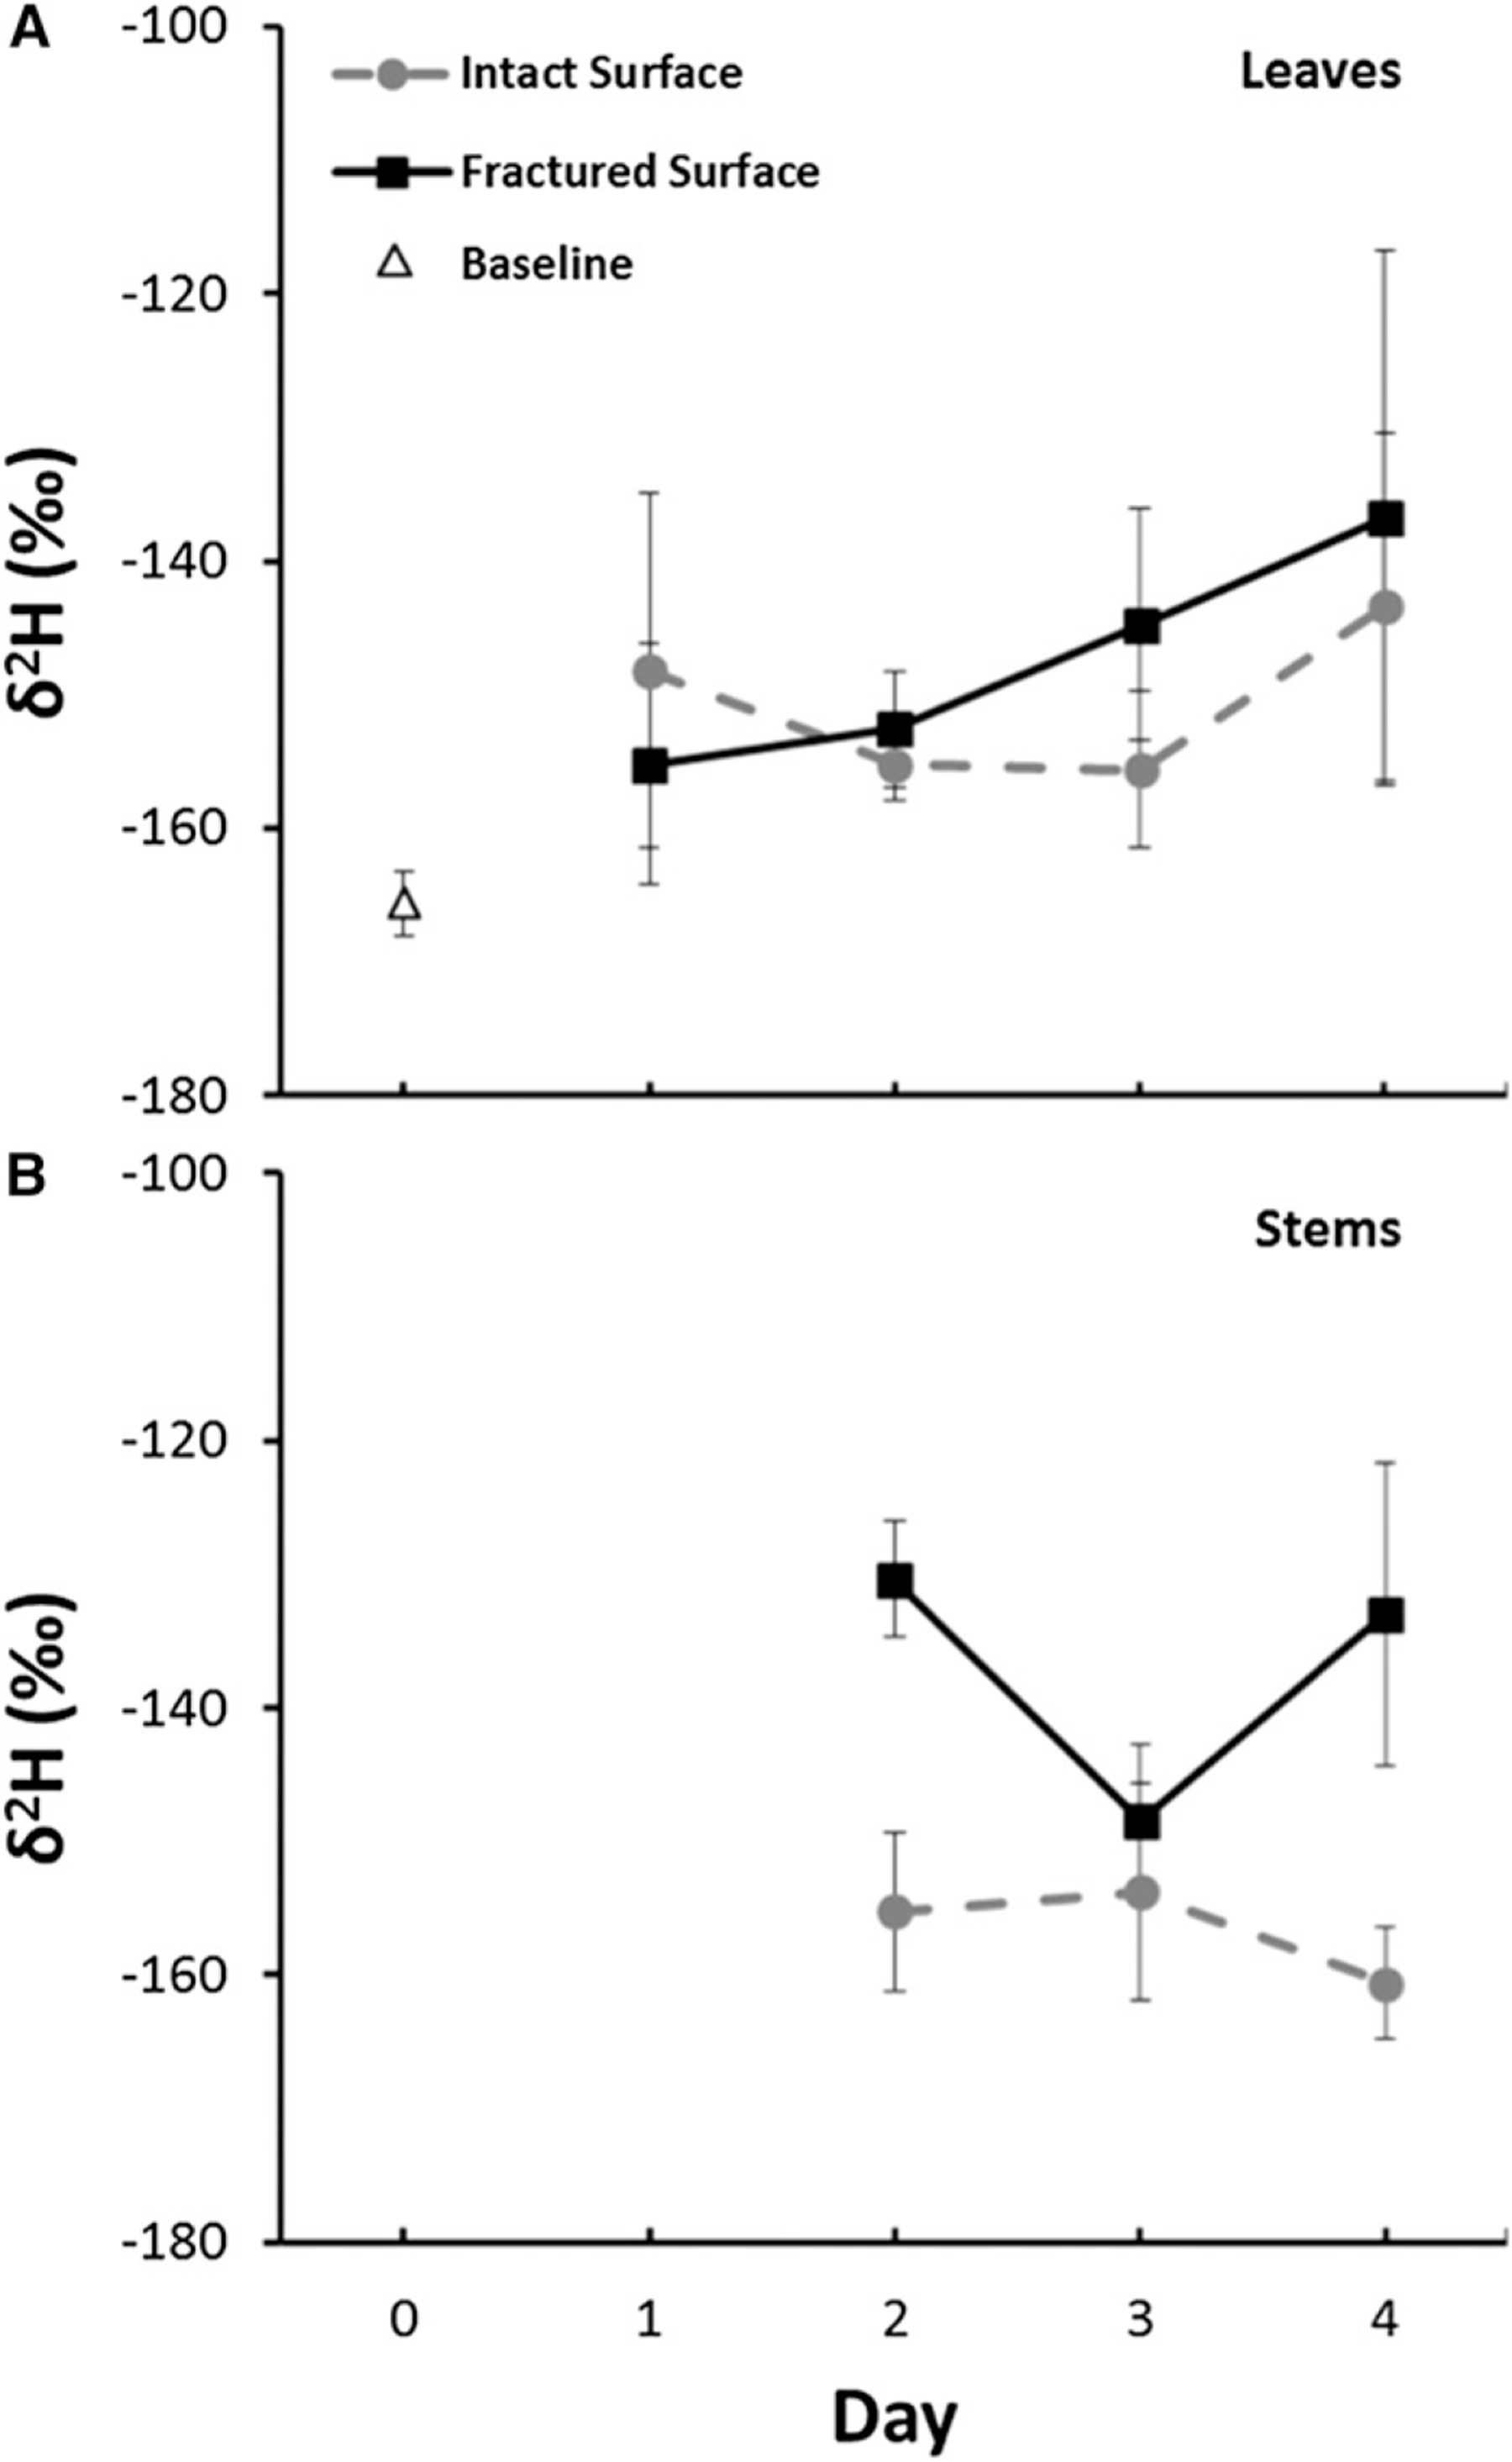 A
-100
Intact Surface
Leaves
Fractured Surface
Baseline
-120
-140
-160
-180
δ²H (‰)
B
-100
Stems
-120
-140
-160
-180
δ²H (‰)
0 1 2 3 4
Day